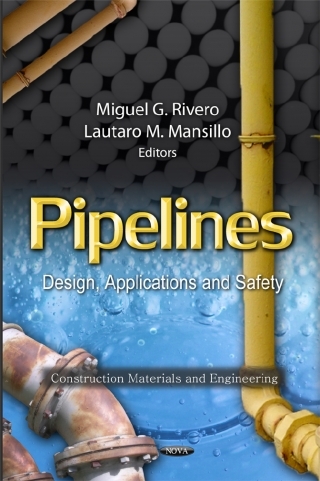 Miguel G. Rivero
Lautaro M. Mansillo
Editors
Pipelines
Design, Applications and Safety
Construction Materials and Engineering
NOVA